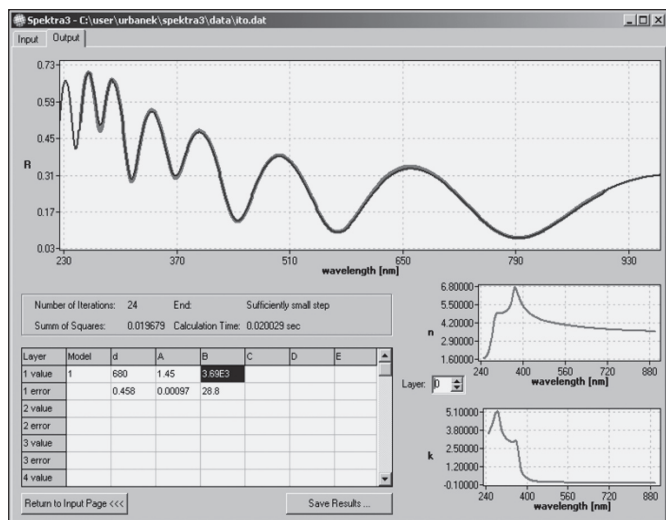 Spektra3 - C:\user\urbanek\spektra3\data\ito.dat
Input Output
0.73
0.59
0.45
R
0.31
0.17
0.03
230 370 510 650 790 930
wavelength [nm]
Number of Iterations: 24 End: Sufficiently small step
Summ of Squares: 0.019679 Calculation Time: 0.020029 sec
Layer Model d A B C D E
1 value 1 680 1.45 3.69E3
1 error 0.458 0.00097 28.8
2 value
2 error
3 value
3 error
4 value
Return to Input Page <<<
Save Results ...
Layer: 0
6.80000
5.50000
n 4.20000
2.90000
1.60000
240 400 560 720 880
wavelength [nm]
5.10000
3.80000
k 2.50000
1.20000
-0.10000
240 400 560 720 880
wavelength [nm]